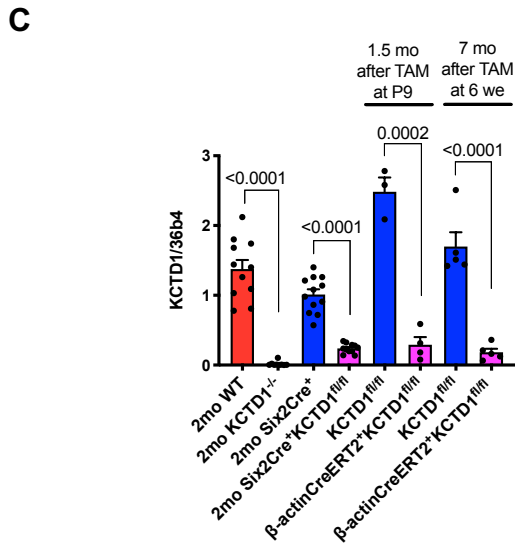 C
1.5 mo
after TAM
at P9
7 mo
after TAM
at 6 we
<0.0001
<0.0001
0.0002
<0.0001
KCTD1/36b4
3
2
1
0
2mo WT
2mo KCTD1-/-
2mo Six2Cre+
2mo Six2Cre+KCTD1fl/fl
KCTD1fl/fl
β-actinCreERT2+KCTD1fl/fl
KCTD1fl/fl
β-actinCreERT2+KCTD1fl/fl